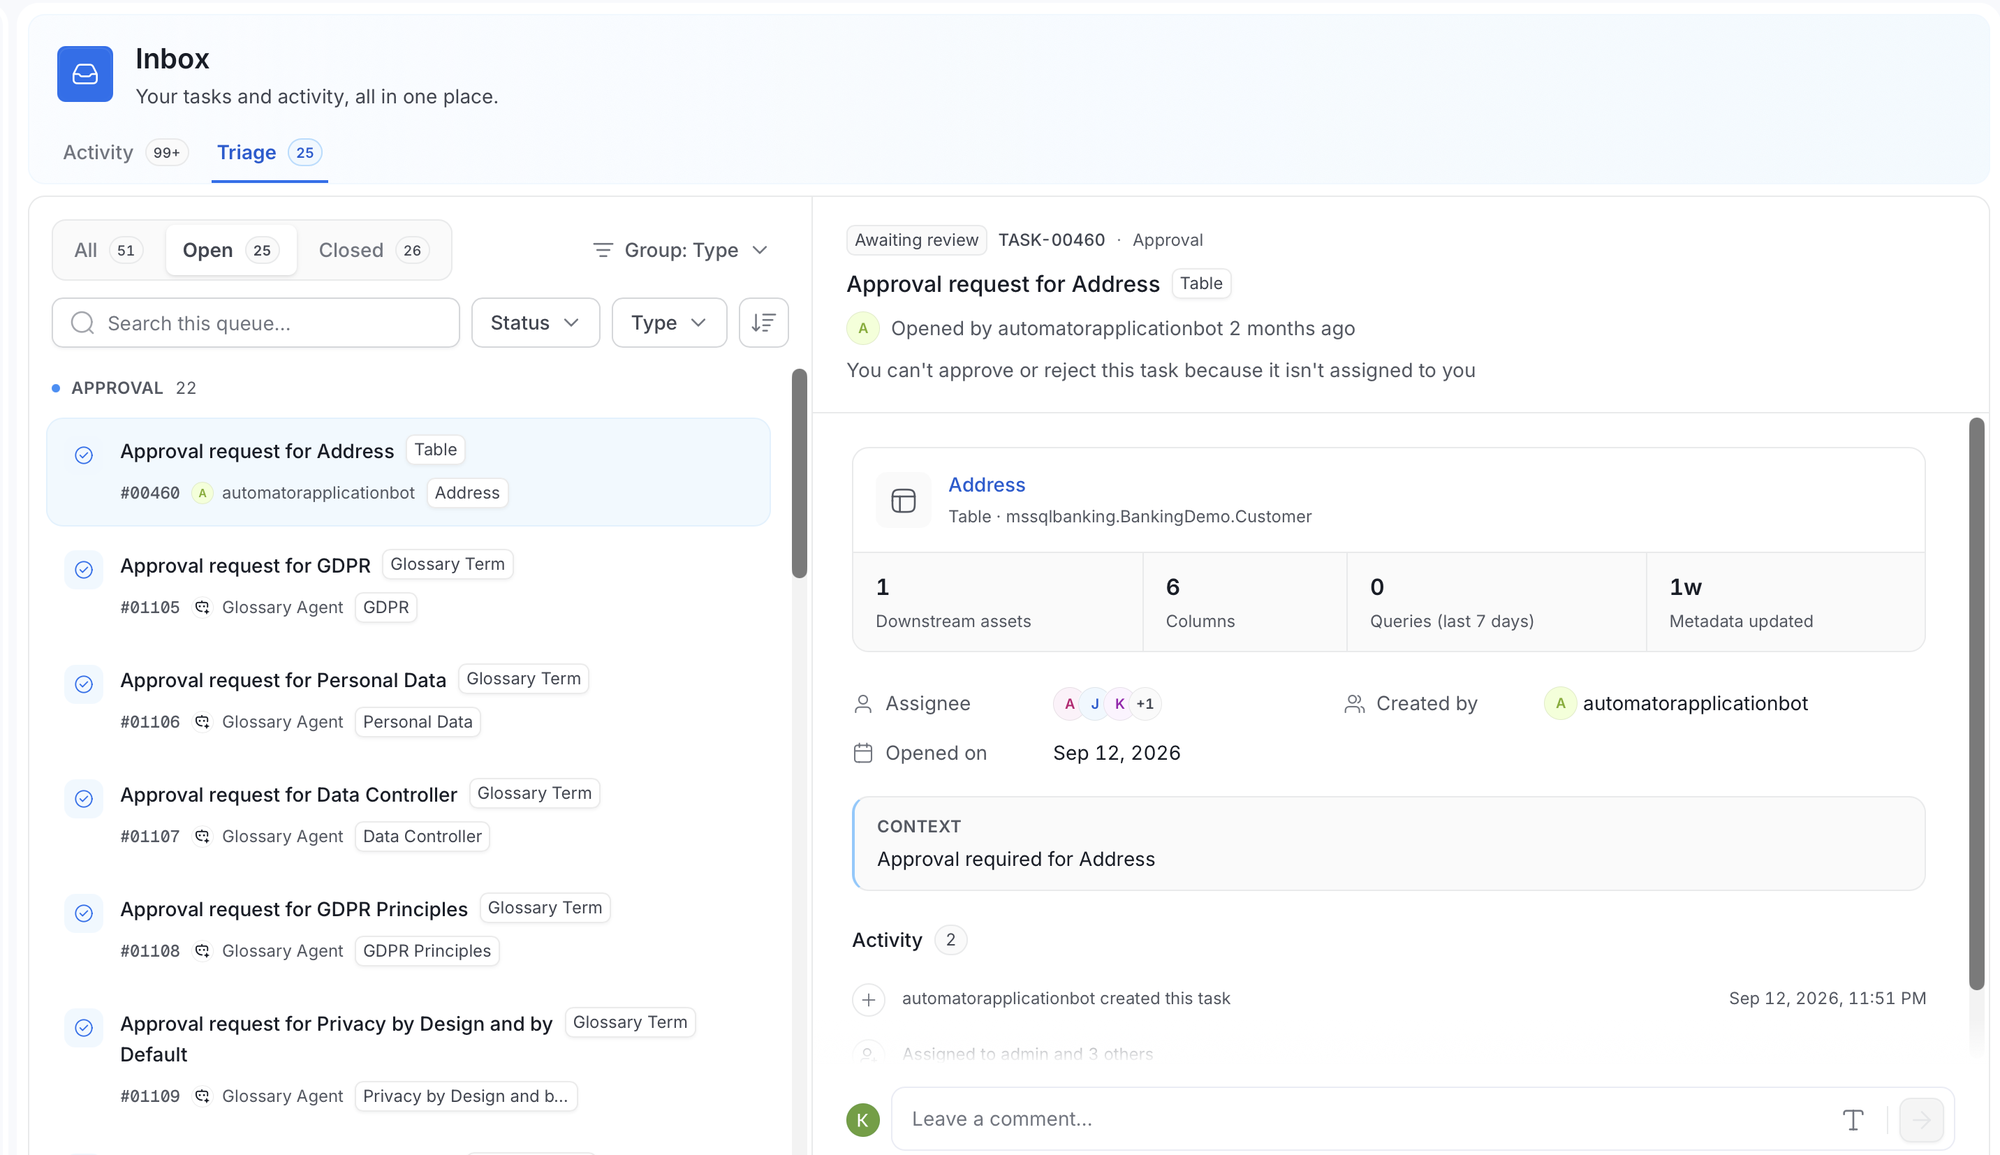 Inbox
Your tasks and activity, all in one place.
Activity 99+ Triage 25
All 51 Open 25 Closed 26 Group: Type
Search this queue... Status Type
APPROVAL 22
Approval request for Address Table
#00460 A automatorapplicationbot Address
Approval request for GDPR Glossary Term
#01105 Glossary Agent GDPR
Approval request for Personal Data Glossary Term
#01106 Glossary Agent Personal Data
Approval request for Data Controller Glossary Term
#01107 Glossary Agent Data Controller
Approval request for GDPR Principles Glossary Term
#01108 Glossary Agent GDPR Principles
Approval request for Privacy by Design and by Glossary Term
Default
#01109 Glossary Agent Privacy by Design and b...
Awaiting review TASK-00460 · Approval
Approval request for Address Table
A Opened by automatorapplicationbot 2 months ago
You can't approve or reject this task because it isn't assigned to you
Address
Table · mssqlbanking.BankingDemo.Customer
1 6 0 1w
Downstream assets Columns Queries (last 7 days) Metadata updated
Assignee A J K +1 Created by A automatorapplicationbot
Opened on Sep 12, 2026
CONTEXT
Approval required for Address
Activity 2
automatorapplicationbot created this task Sep 12, 2026, 11:51 PM
Assigned to admin and 3 others
K Leave a comment...